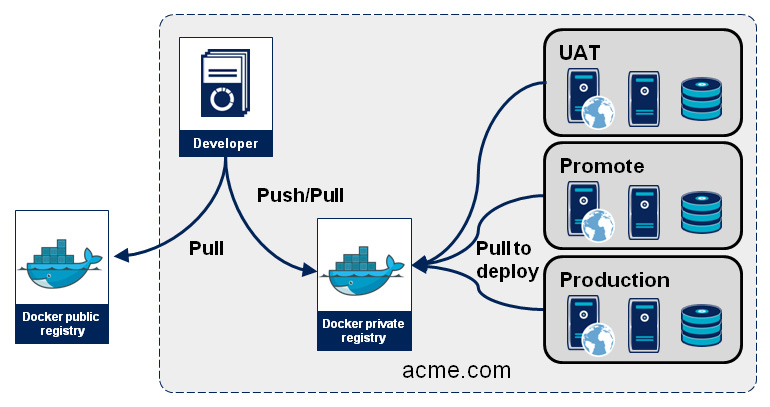 UAT
Developer
Promote
Push/Pull
Pull
Pull to
deploy
Production
Docker public
registry
Docker private
registry
acme.com